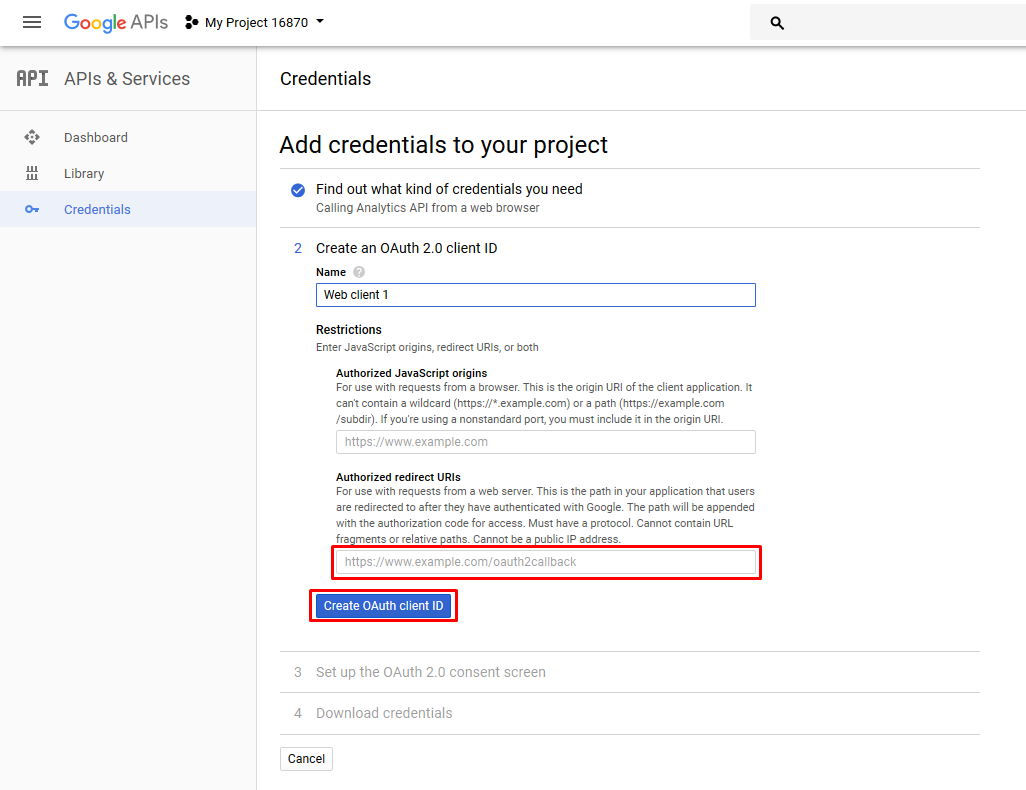 Google APIs
My Project 16870
API
APIs & Services
Credentials
Dashboard
Library
Credentials
Add credentials to your project
Find out what kind of credentials you need
Calling Analytics API from a web browser
2 Create an OAuth 2.0 client ID
Name ?
Web client 1
Restrictions
Enter JavaScript origins, redirect URIs, or both
Authorized JavaScript origins
For use with requests from a browser. This is the origin URI of the client application. It
can't contain a wildcard (https://*.example.com) or a path (https://example.com
/subdir). If you're using a nonstandard port, you must include it in the origin URI.
https://www.example.com
Authorized redirect URIs
For use with requests from a web server. This is the path in your application that users
are redirected to after they have authenticated with Google. The path will be appended
with the authorization code for access. Must have a protocol. Cannot contain URL
fragments or relative paths. Cannot be a public IP address.
https://www.example.com/oauth2callback
Create OAuth client ID
3 Set up the OAuth 2.0 consent screen
4 Download credentials
Cancel